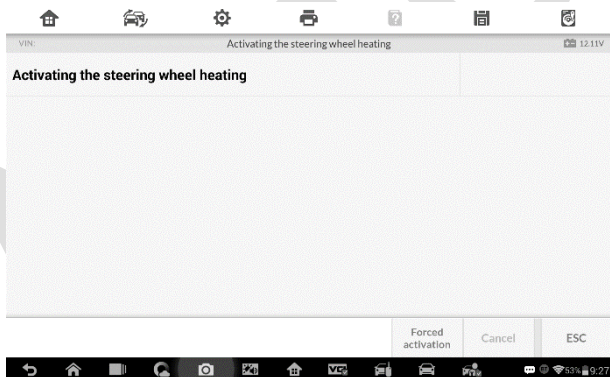 VIN: Activating the steering wheel heating 12.11V
Activating the steering wheel heating
Forced
activation
Cancel
ESC
VCI
53% 9:27